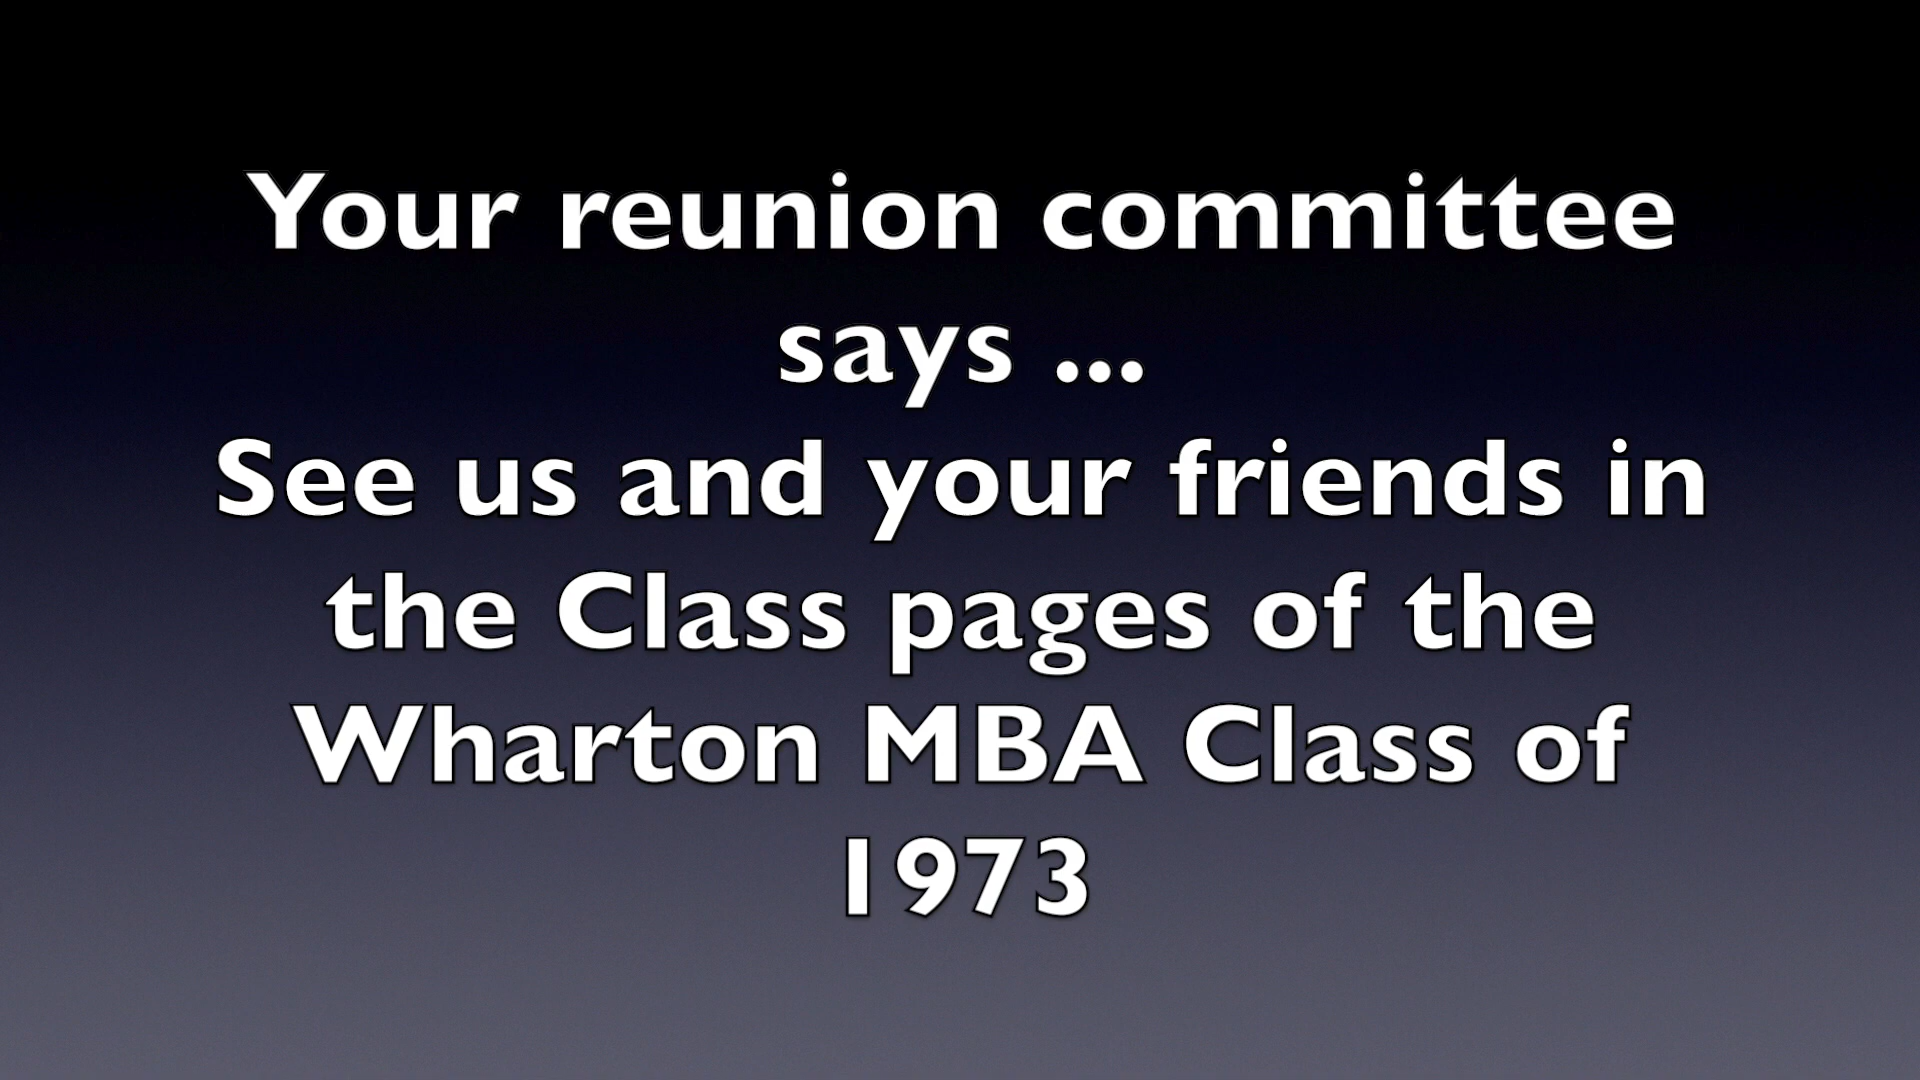 Your reunion committee
says ...
See us and your friends in
the Class pages of the
Wharton MBA Class of
1973